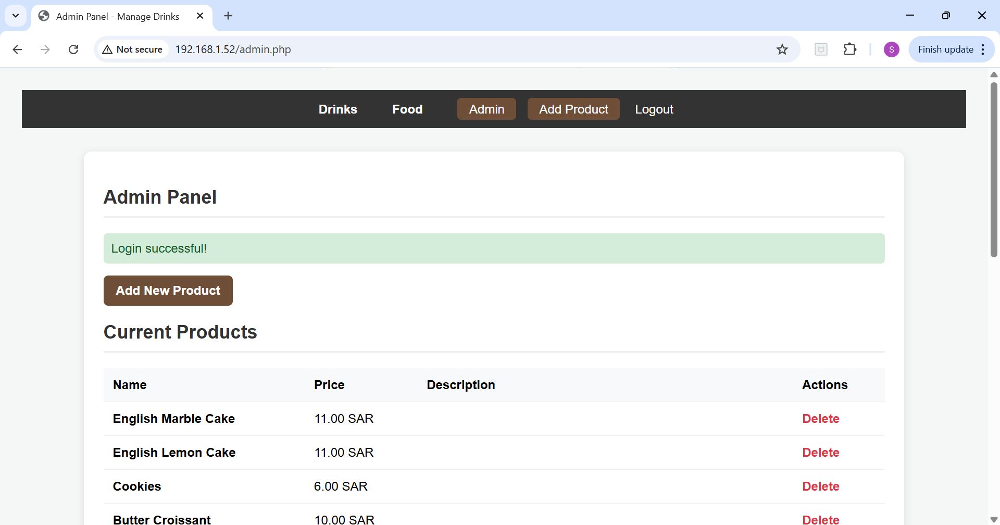 Admin Panel - Manage Drinks
Not secure 192.168.1.52/admin.php S Finish update
Drinks Food Admin Add Product Logout
Admin Panel
Login successful!
Add New Product
Current Products
Name Price Description Actions
English Marble Cake 11.00 SAR Delete
English Lemon Cake 11.00 SAR Delete
Cookies 6.00 SAR Delete
Butter Croissant 10.00 SAR Delete